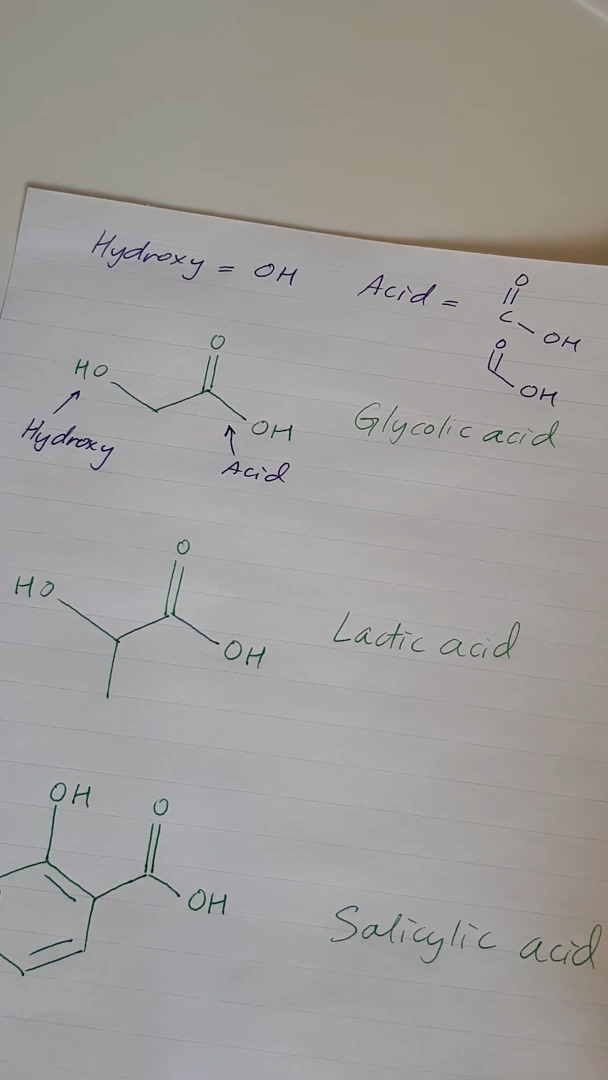 Hydroxy = OH Acid =
O
C OH
O
OH
O
HO
OH Glycolic acid
Hydroxy Acid
O
HO
OH Lactic acid
OH O
OH Salicylic acid